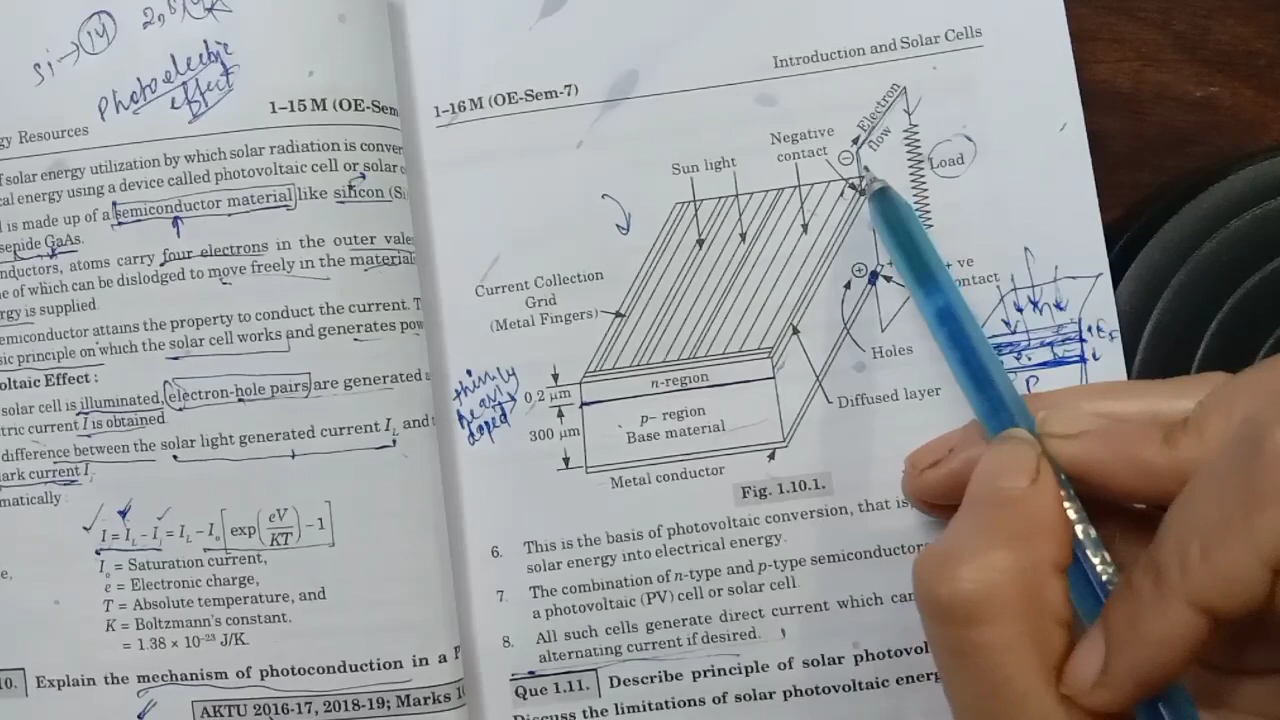 Si → 14
Photoelectric
effect
1-15 M (OE-Sem
gy Resources
f solar energy utilization by which solar radiation is conver
cal energy using a device called photovoltaic cell or solar
l is made up of a semiconductor material like silicon (Si
GaAs.
nductors, atoms carry four electrons in the outer vale
e of which can be dislodged to move freely in the material
rgy is supplied.
emiconductor attains the property to conduct the current. T
sic principle on which the solar cell works and generates pow
oltaic Effect :
solar cell is illuminated, electron-hole pairs are generated a
tric current I is obtained
difference between the solar light generated current I_L and t
ark current I_j
matically :
I = I_L – I_j = I_L – I_o [exp(eV/KT) – 1]
e,
I_o = Saturation current,
e = Electronic charge,
T = Absolute temperature, and
K = Boltzmann's constant.
= 1.38 × 10⁻²³ J/K.
10. Explain the mechanism of photoconduction in a P
AKTU 2016-17, 2018-19; Marks 1
1-16 M (OE-Sem-7)
Introduction and Solar Cells
Sun light
Negative
contact
Electron
flow
Load
Current Collection
Grid
(Metal Fingers)
+ ve
ontact
Holes
Diffused layer
thinly
heavily
doped
0.2 µm
300 µm
n-region
p– region
Base material
Metal conductor
P
Fig. 1.10.1.
6. This is the basis of photovoltaic conversion, that is,
solar energy into electrical energy.
7. The combination of n-type and p-type semiconductors
a photovoltaic (PV) cell or solar cell.
8. All such cells generate direct current which can
alternating current if desired.
Que 1.11. Describe principle of solar photovol
Discuss the limitations of solar photovoltaic energ